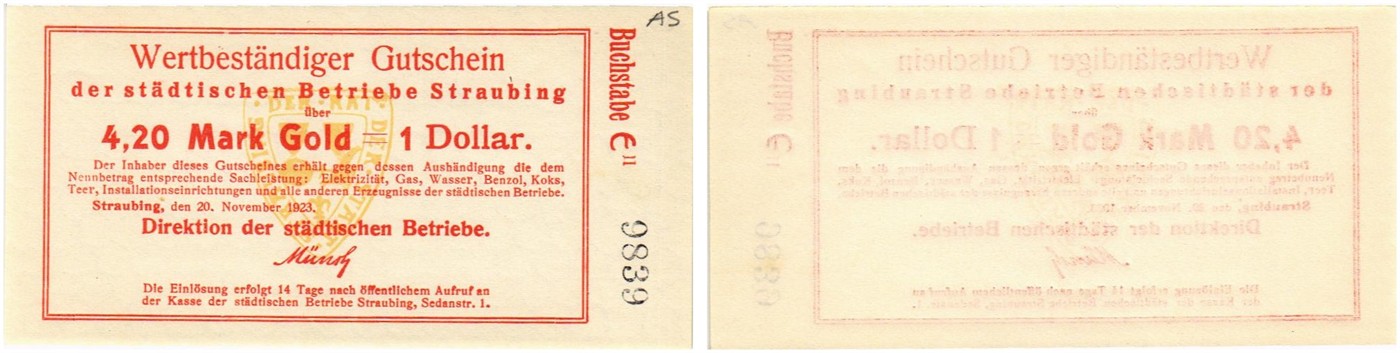 AS
Wertbeständiger Gutschein
der städtischen Betriebe Straubing
über
4,20 Mark Gold = 1 Dollar.
Der Inhaber dieses Gutscheines erhält gegen dessen Aushändigung die dem
Nennbetrag entsprechende Sachleistung: Elektrizität, Gas, Wasser, Benzol, Koks,
Teer, Installationseinrichtungen und alle anderen Erzeugnisse der städtischen Betriebe.
Straubing, den 20. November 1923.
Direktion der städtischen Betriebe.
Münch
Die Einlösung erfolgt 14 Tage nach öffentlichem Aufruf an
der Kasse der städtischen Betriebe Straubing, Sedanstr. 1.
Buchstabe C 11
9839